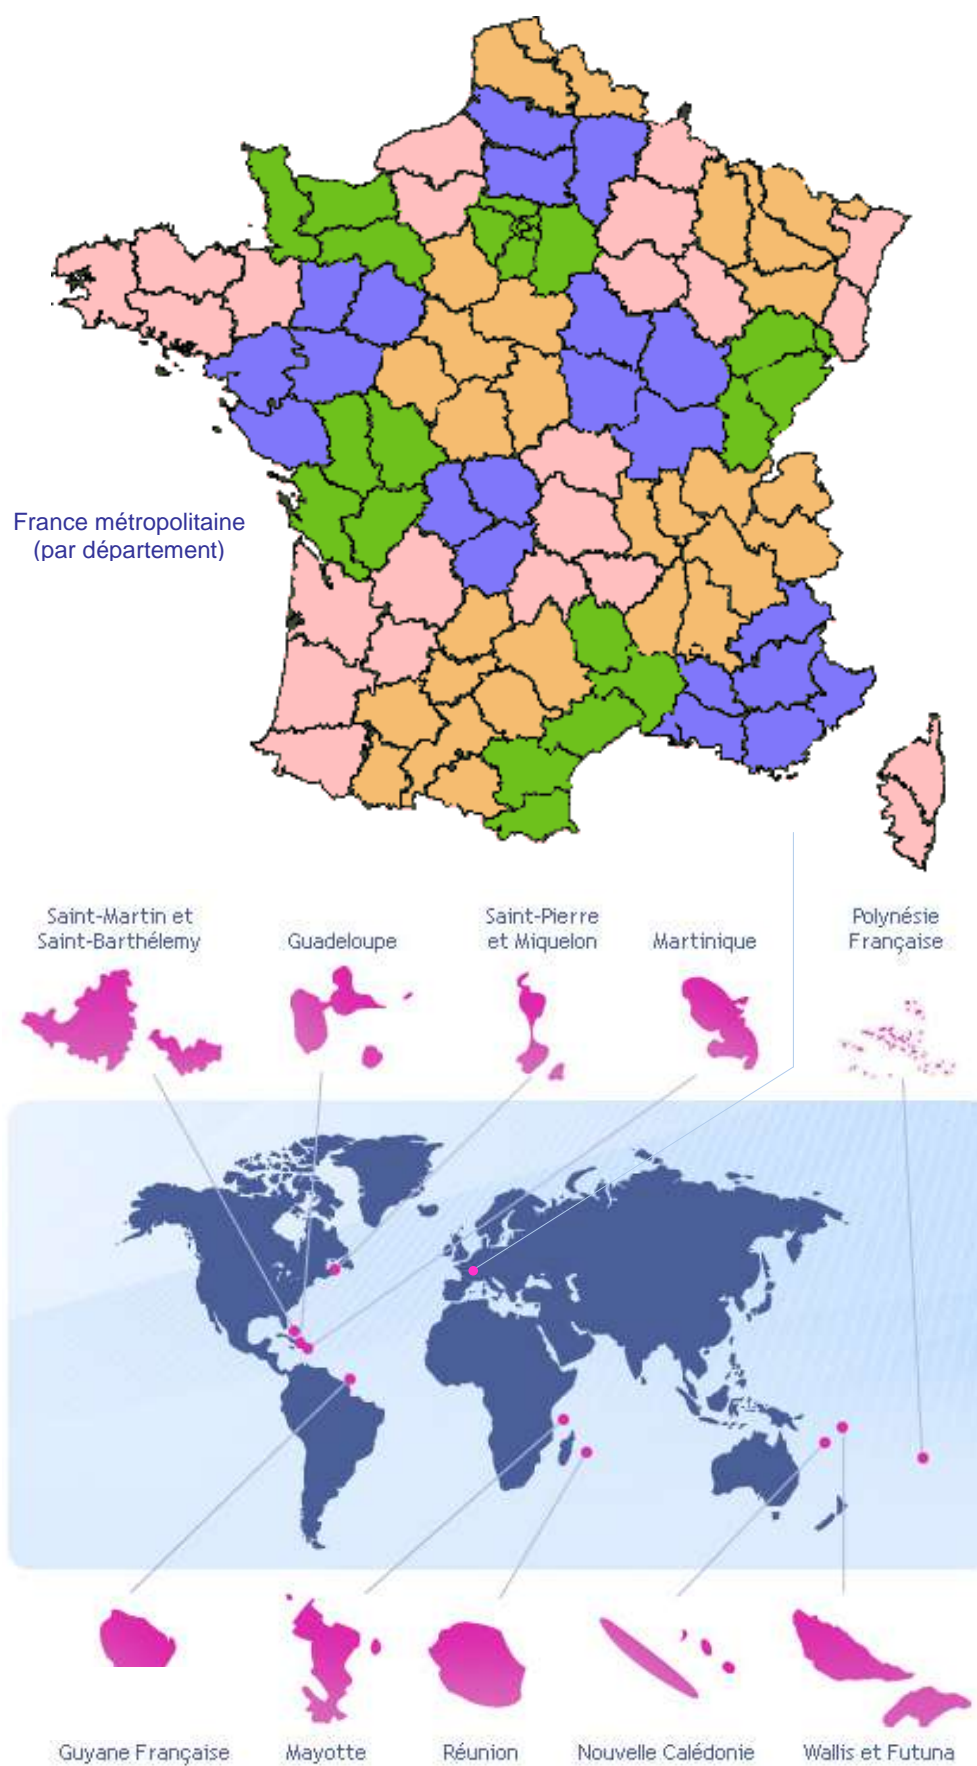 France métropolitaine
(par département)
Saint-Martin et
Saint-Barthélemy
Guadeloupe
Saint-Pierre
et Miquelon
Martinique
Polynésie
Française
Guyane Française
Mayotte
Réunion
Nouvelle Calédonie
Wallis et Futuna